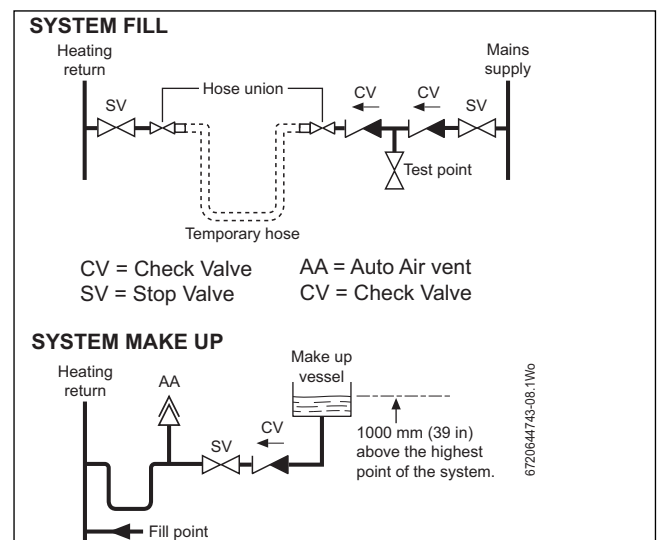 SYSTEM FILL
Heating
return
Mains
supply
SV
Hose union
CV
CV
SV
Test point
Temporary hose
CV = Check Valve
AA = Auto Air vent
SV = Stop Valve
CV = Check Valve
SYSTEM MAKE UP
Heating
return
AA
Make up
vessel
SV
CV
1000 mm (39 in)
above the highest
point of the system.
Fill point
6720644743-08.1Wo